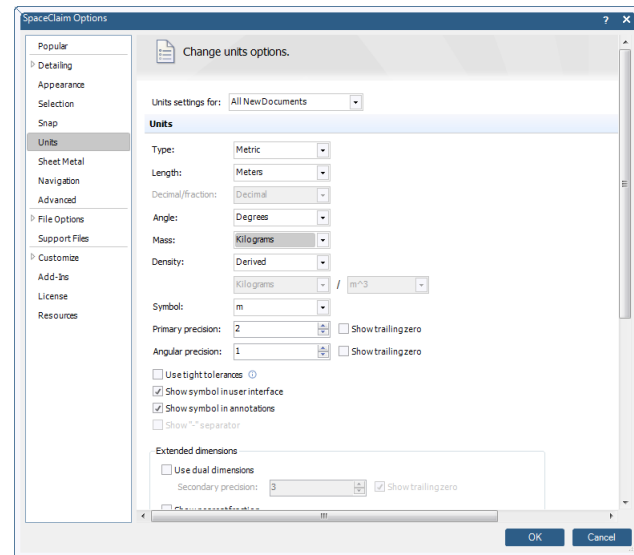 SpaceClaim Options
Popular
Detailing
Appearance
Selection
Snap
Units
Sheet Metal
Navigation
Advanced
File Options
Support Files
Customize
Add-Ins
License
Resources
Change units options.
Units settings for: All New Documents
Units
Type: Metric
Length: Meters
Decimal/fraction: Decimal
Angle: Degrees
Mass: Kilograms
Density: Derived
Kilograms / m^3
Symbol: m
Primary precision: 2 Show trailing zero
Angular precision: 1 Show trailing zero
Use tight tolerances
Show symbol in user interface
Show symbol in annotations
Show "-" separator
Extended dimensions
Use dual dimensions
Secondary precision: 3 Show trailing zero
OK Cancel